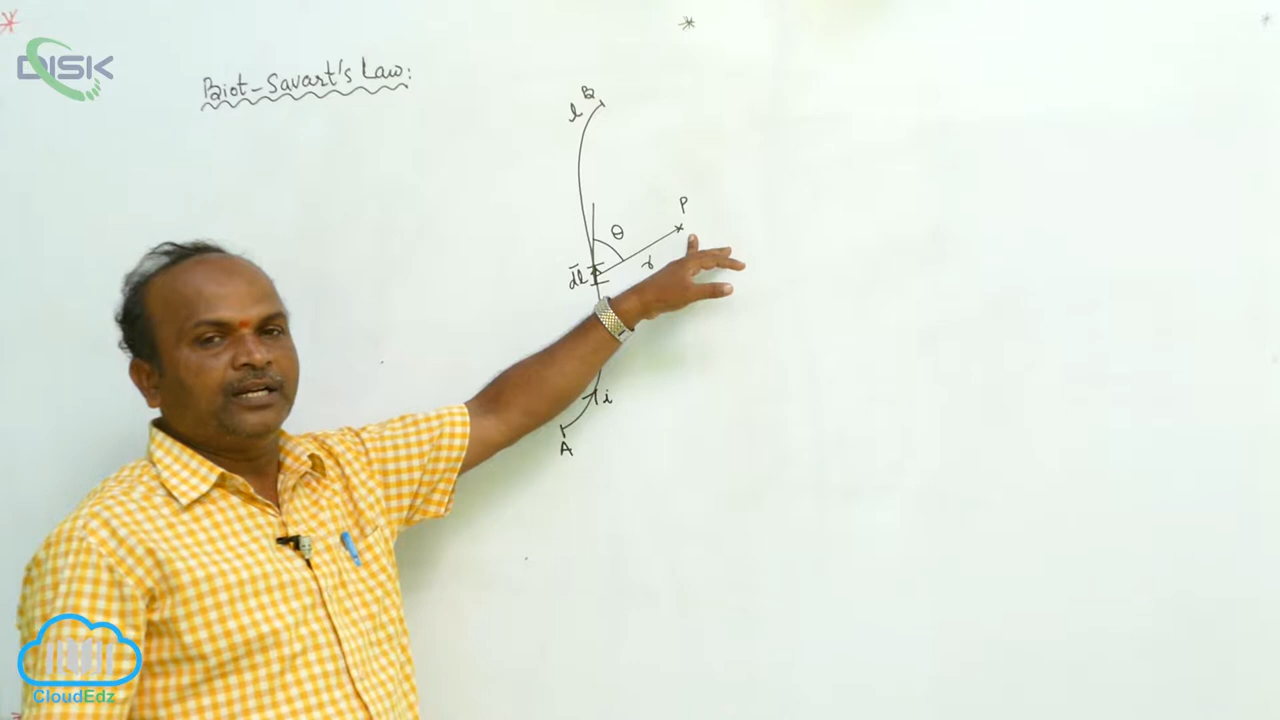 DISK
Biot-Savart's Law:
B
l
P
θ
r
dl
i
A
CloudEdz